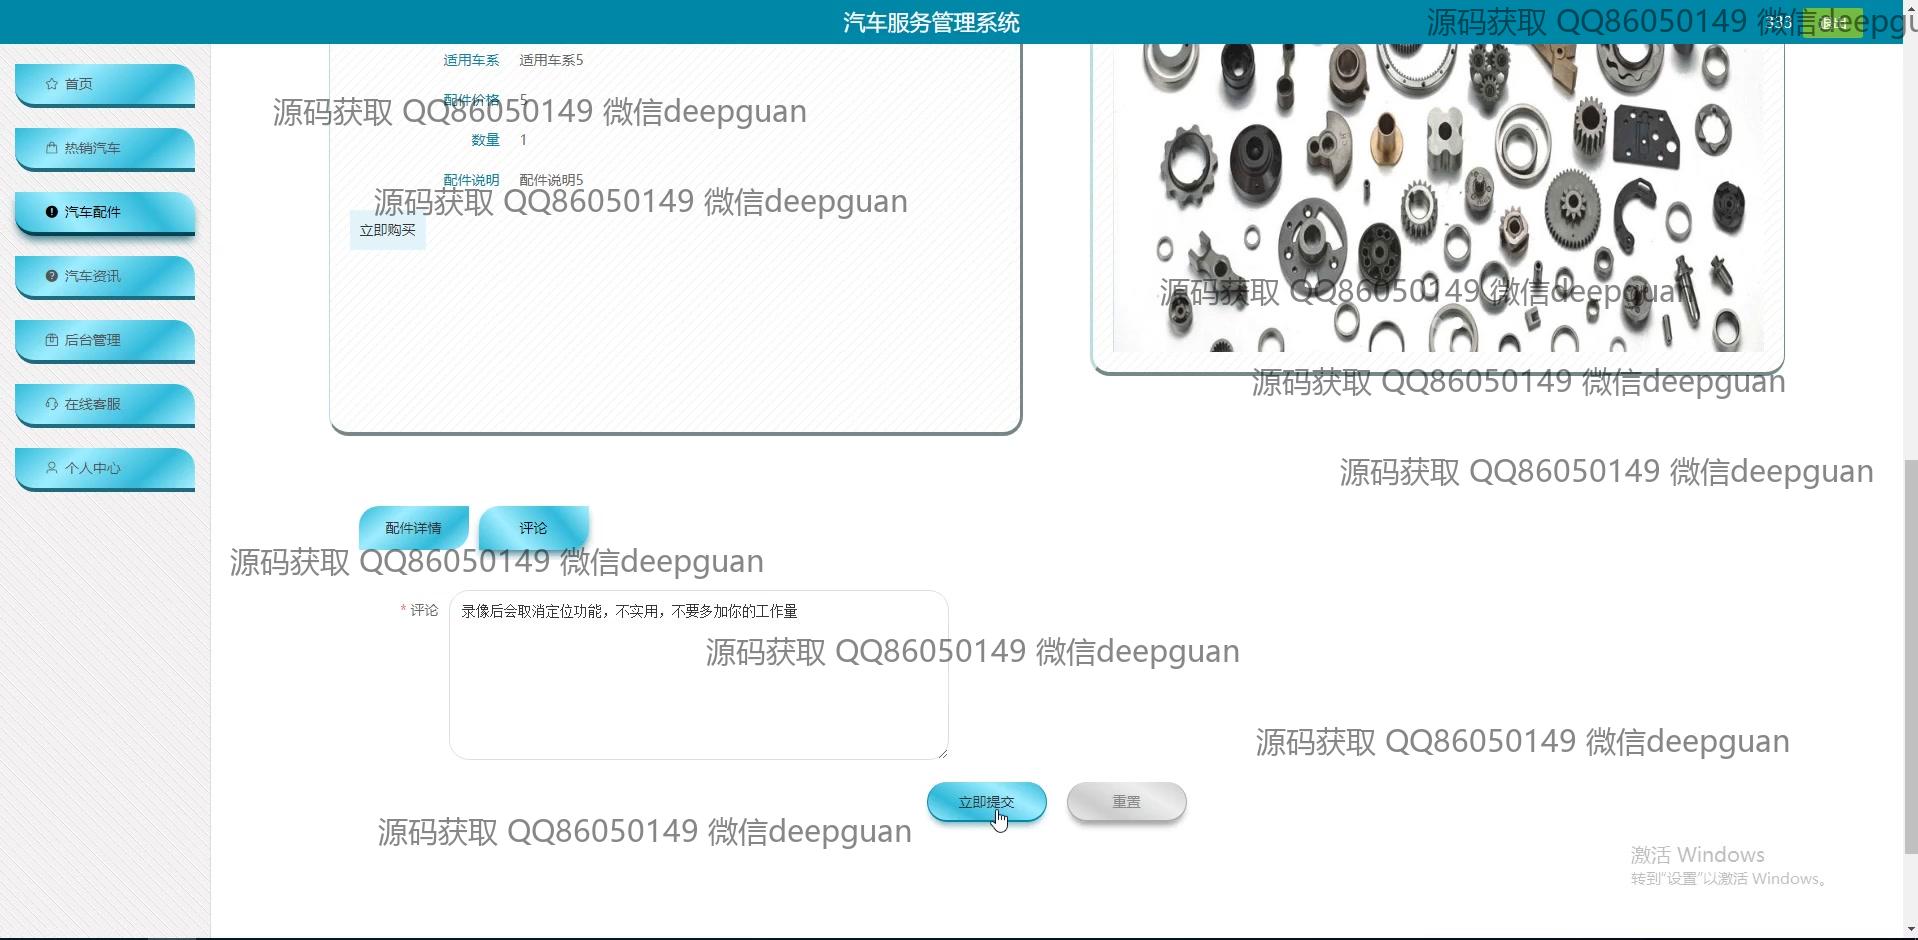 汽车服务管理系统
源码获取 QQ86050149 微信deepgu
333
退出
首页
热销汽车
汽车配件
汽车资讯
后台管理
在线客服
个人中心
适用车系 适用车系5
配件价格 5
源码获取 QQ86050149 微信deepguan
数量 1
配件说明 配件说明5
源码获取 QQ86050149 微信deepguan
立即购买
源码获取 QQ86050149 微信deepguan
源码获取 QQ86050149 微信deepguan
源码获取 QQ86050149 微信deepguan
配件详情 评论
源码获取 QQ86050149 微信deepguan
* 评论 录像后会取消定位功能，不实用，不要多加你的工作量
源码获取 QQ86050149 微信deepguan
源码获取 QQ86050149 微信deepguan
立即提交 重置
源码获取 QQ86050149 微信deepguan
激活 Windows
转到"设置"以激活 Windows。